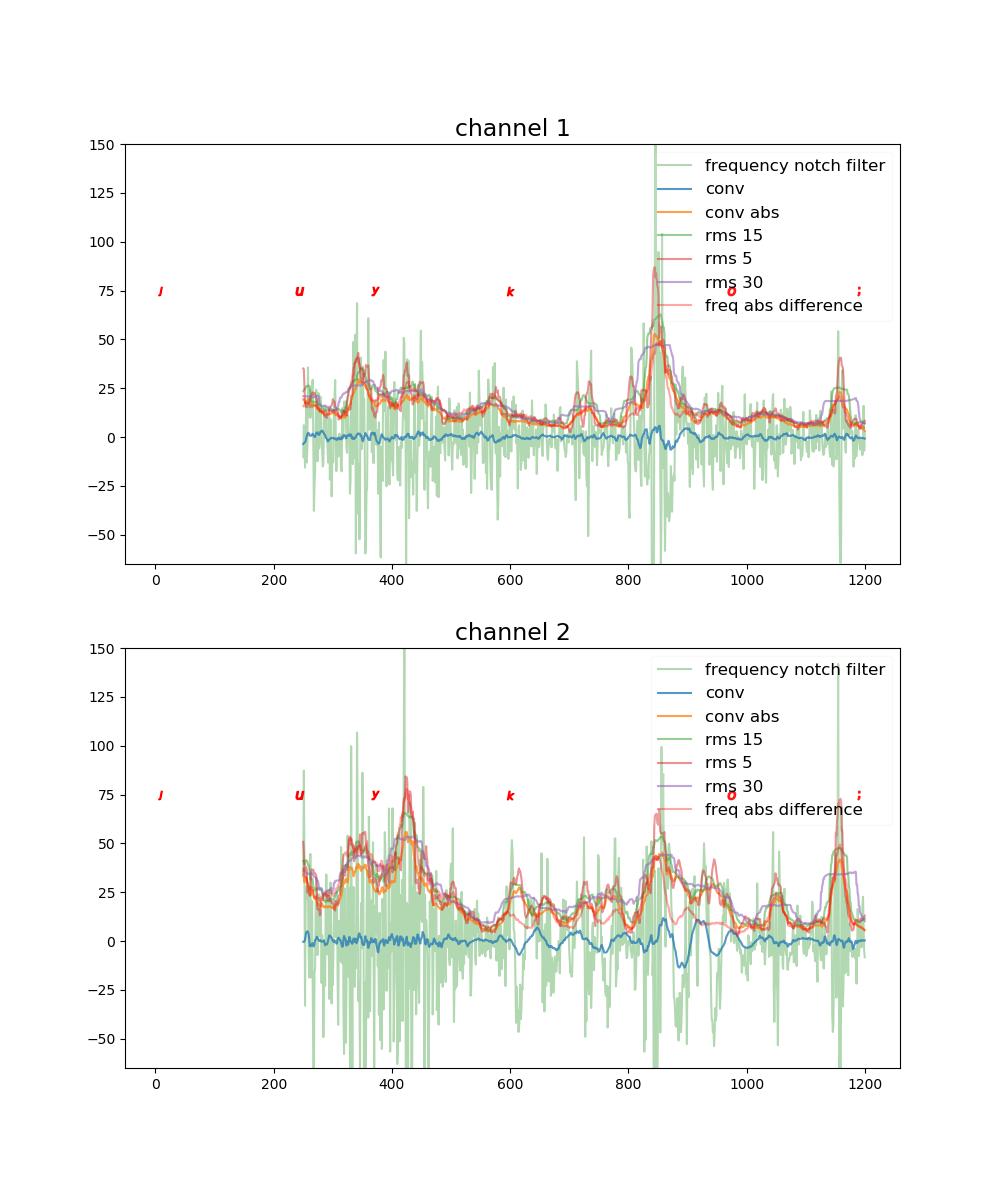 channel 1
150
125
100
75
50
25
0
−25
−50
frequency notch filter
conv
conv abs
rms 15
rms 5
rms 30
freq abs difference
j u y k o ;
0 200 400 600 800 1000 1200
channel 2
150
125
100
75
50
25
0
−25
−50
frequency notch filter
conv
conv abs
rms 15
rms 5
rms 30
freq abs difference
j u y k o ;
0 200 400 600 800 1000 1200